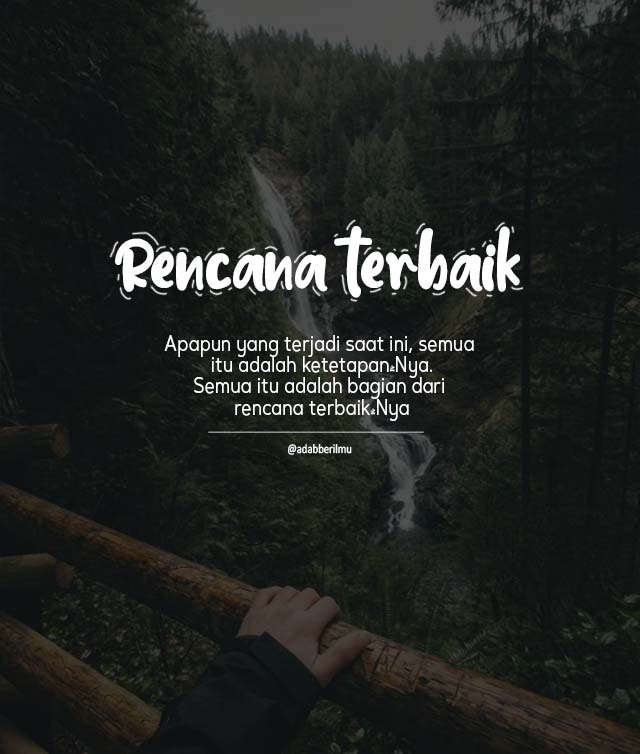 Rencana terbaik
Apapun yang terjadi saat ini, semua
itu adalah ketetapan-Nya.
Semua itu adalah bagian dari
rencana terbaik-Nya
@adabberilmu